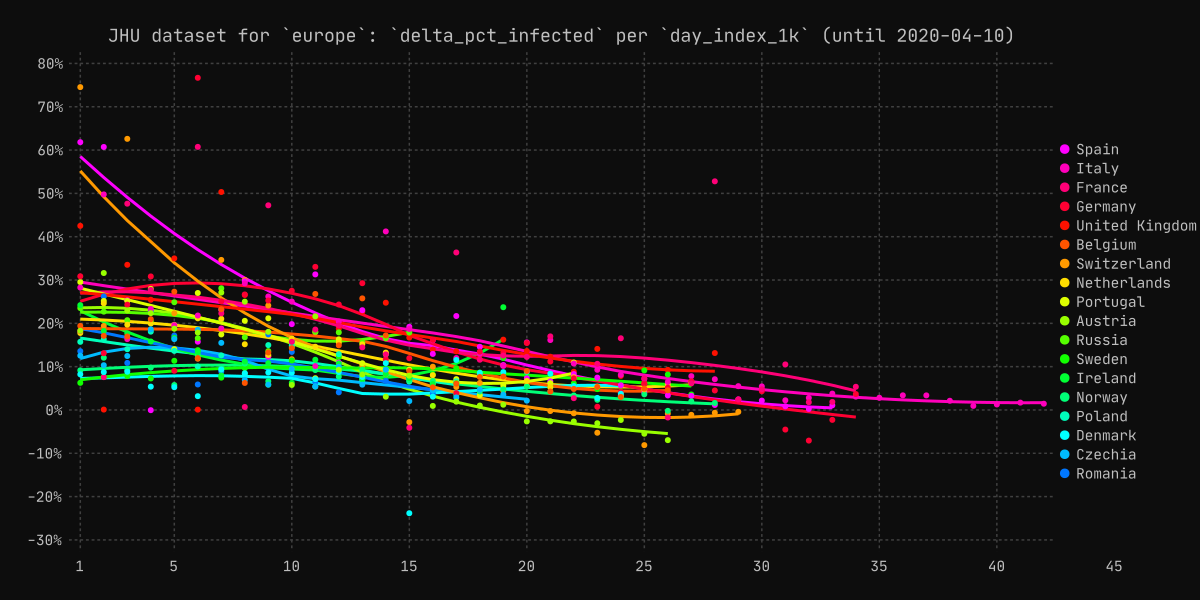 JHU dataset for `europe`: `delta_pct_infected` per `day_index_1k` (until 2020-04-10)
80%
70%
60%
50%
40%
30%
20%
10%
0%
-10%
-20%
-30%
1 5 10 15 20 25 30 35 40 45
Spain
Italy
France
Germany
United Kingdom
Belgium
Switzerland
Netherlands
Portugal
Austria
Russia
Sweden
Ireland
Norway
Poland
Denmark
Czechia
Romania